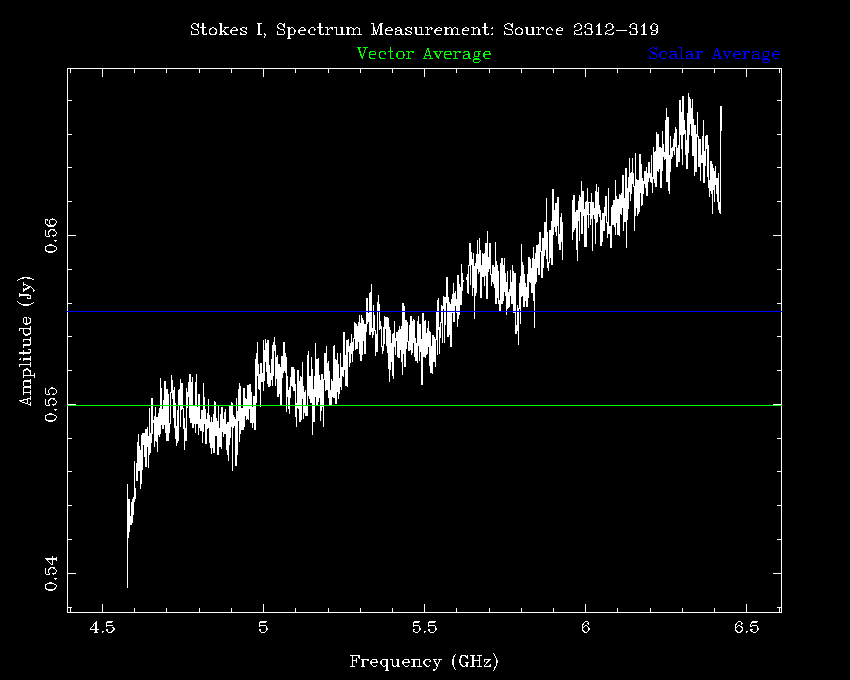 Stokes I, Spectrum Measurement: Source 2312-319
Vector Average Scalar Average
0.56
0.55
0.54
Amplitude (Jy)
4.5 5 5.5 6 6.5
Frequency (GHz)